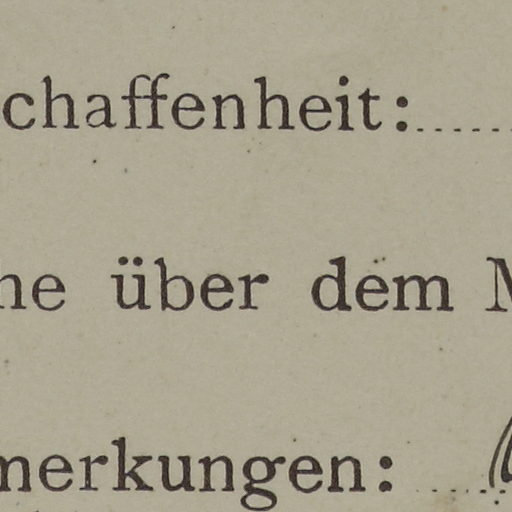 chaffenheit:
he über dem M
merkungen: